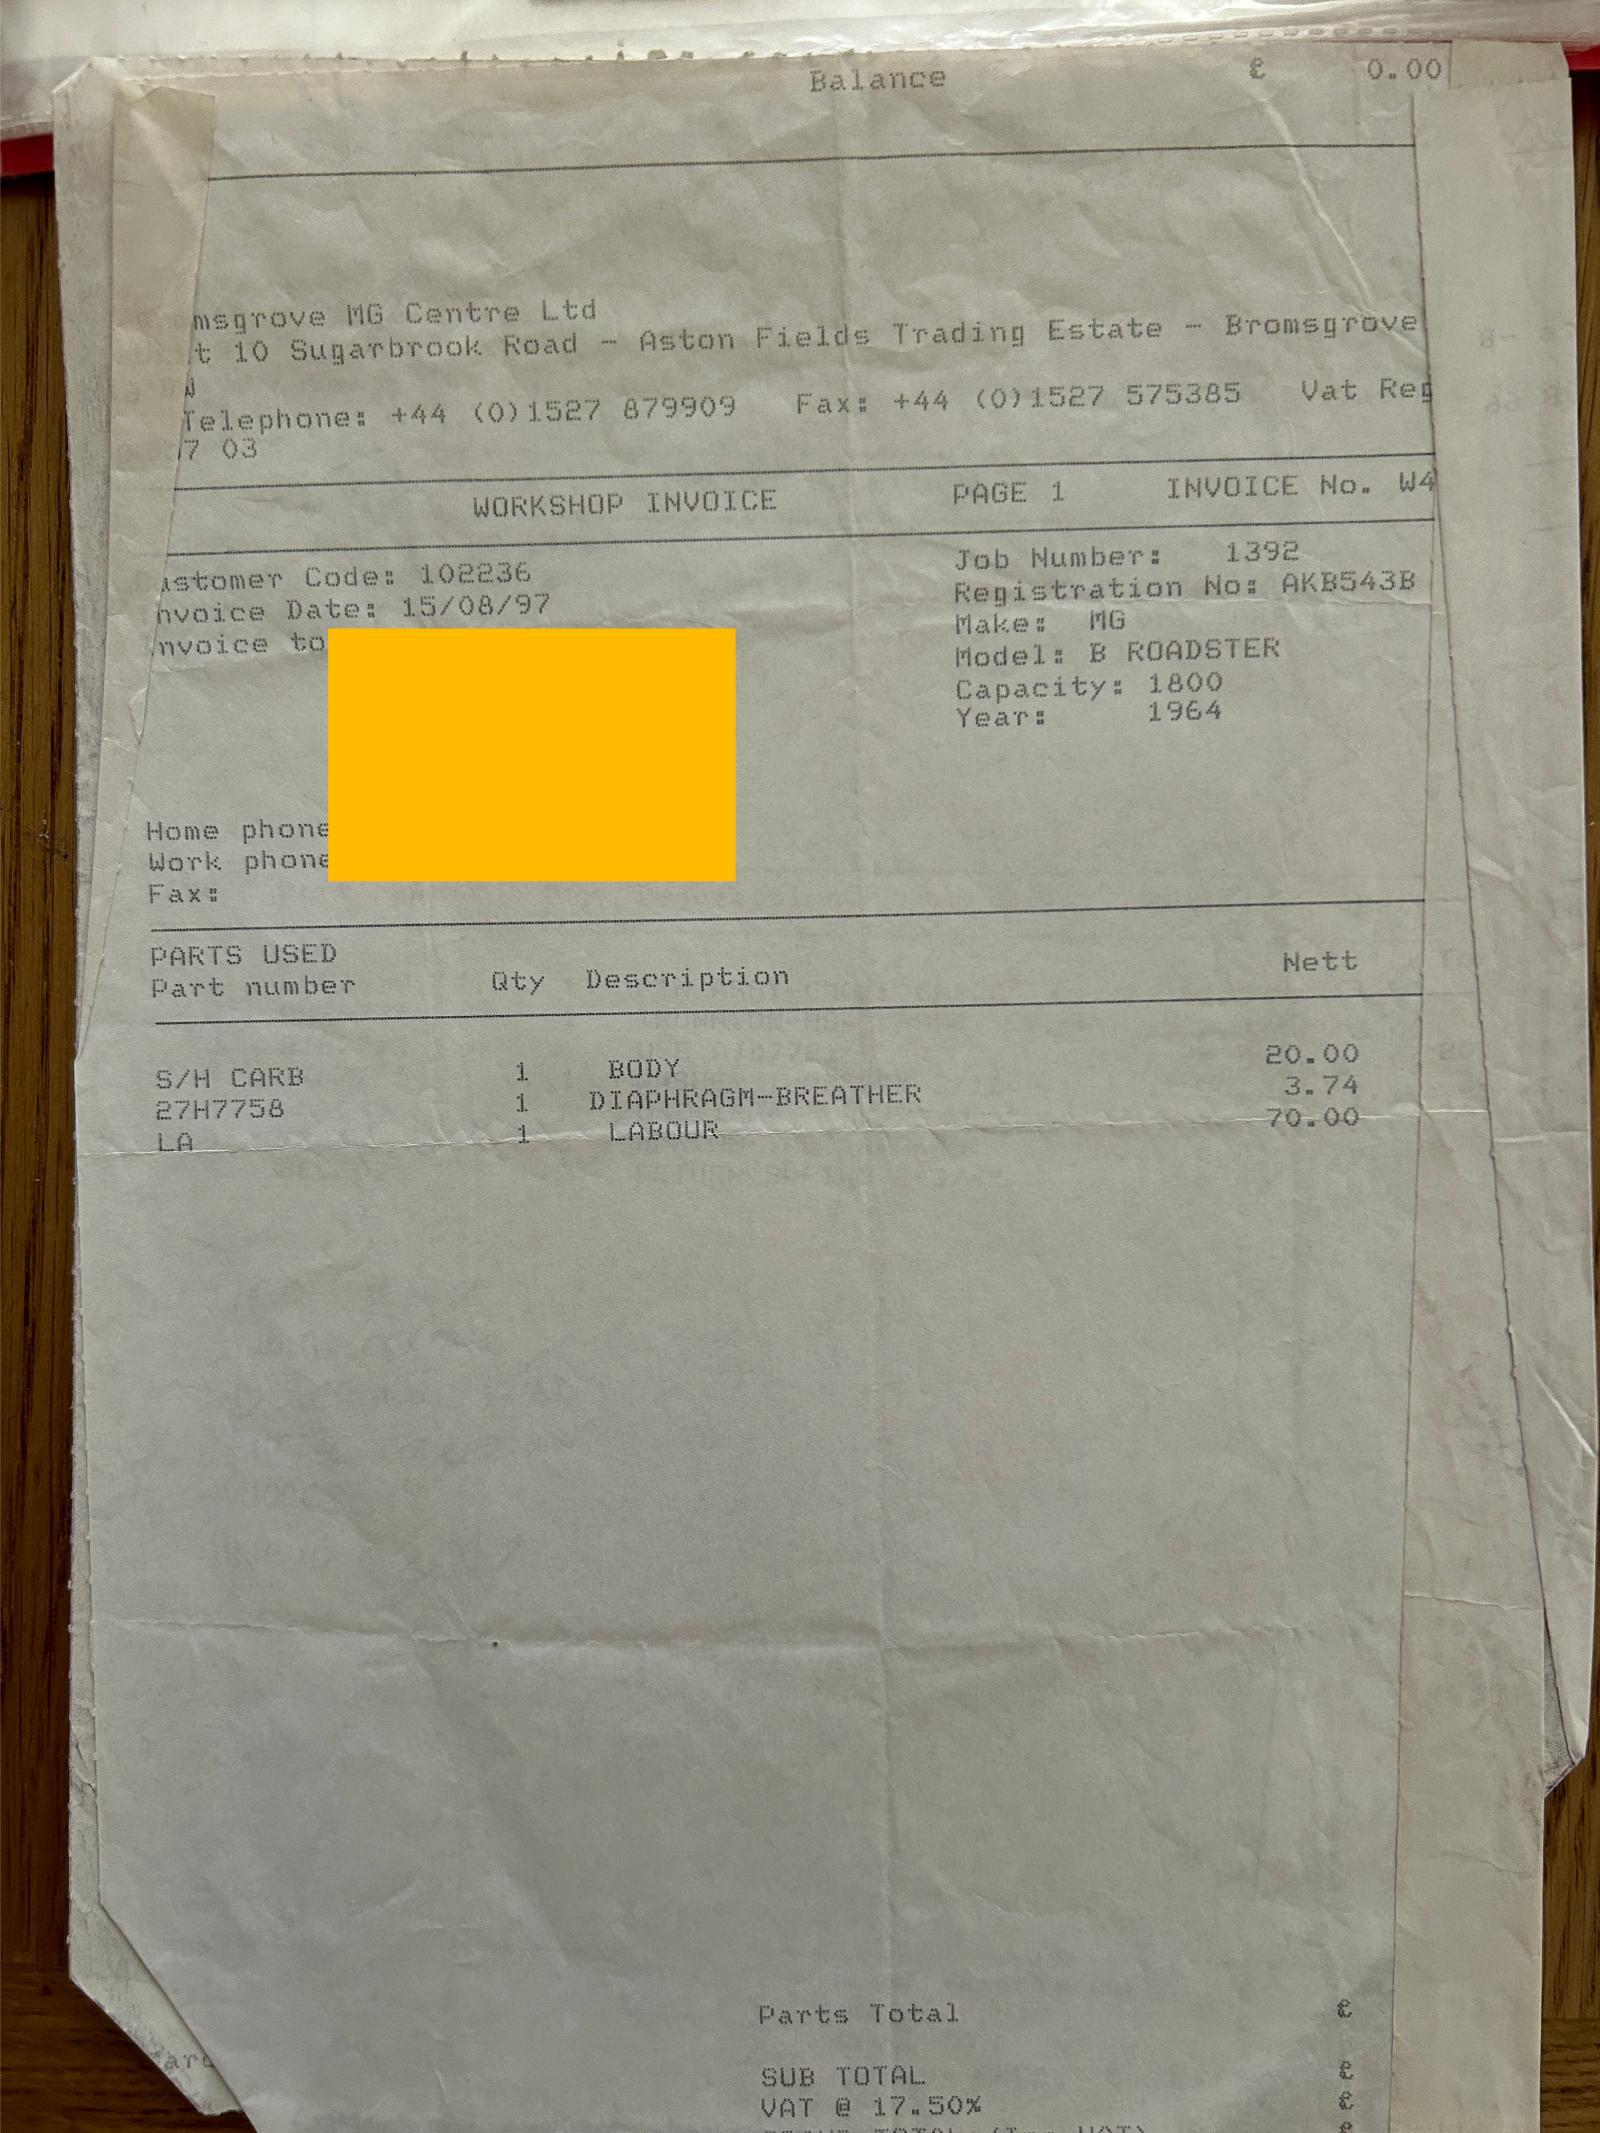 Balance £ 0.00
msgrove MG Centre Ltd
t 10 Sugarbrook Road - Aston Fields Trading Estate - Bromsgrove
W
Telephone: +44 (0)1527 879909 Fax: +44 (0)1527 575385 Vat Reg
7 03
WORKSHOP INVOICE PAGE 1 INVOICE No. W4
ustomer Code: 102236 Job Number: 1392
nvoice Date: 15/08/97 Registration No: AKB543B
nvoice to Make: MG
Model: B ROADSTER
Capacity: 1800
Year: 1964
Home phone
Work phone
Fax:
PARTS USED
Part number Qty Description Nett
S/H CARB 1 BODY 20.00
27H7758 1 DIAPHRAGM-BREATHER 3.74
LA 1 LABOUR 70.00
Parts Total £
SUB TOTAL £
VAT @ 17.50% £